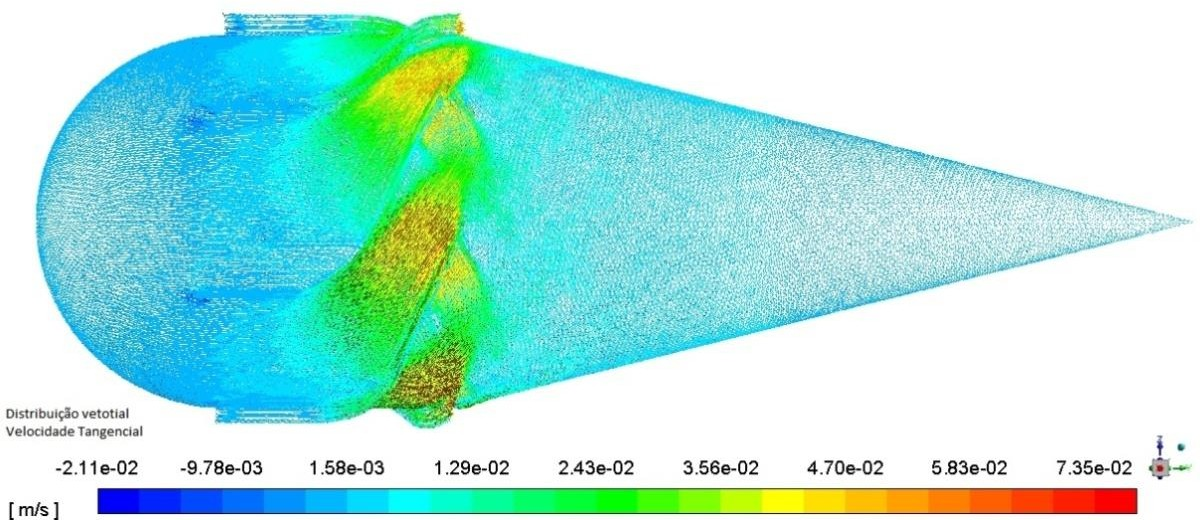 Distribuição vetotial
Velocidade Tangencial
-2.11e-02 -9.78e-03 1.58e-03 1.29e-02 2.43e-02 3.56e-02 4.70e-02 5.83e-02 7.35e-02
[ m/s ]